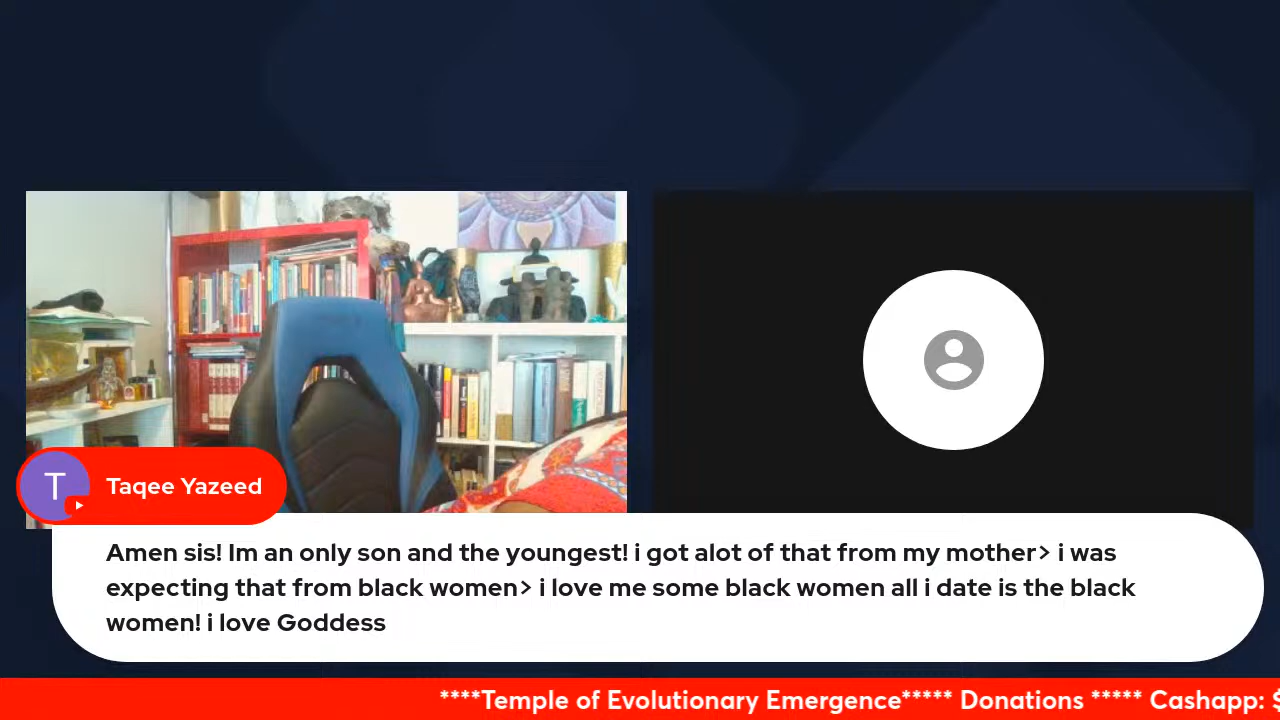 T
Taqee Yazeed
Amen sis! Im an only son and the youngest! i got alot of that from my mother> i was
expecting that from black women> i love me some black women all i date is the black
women! i love Goddess
****Temple of Evolutionary Emergence***** Donations ***** Cashapp: $